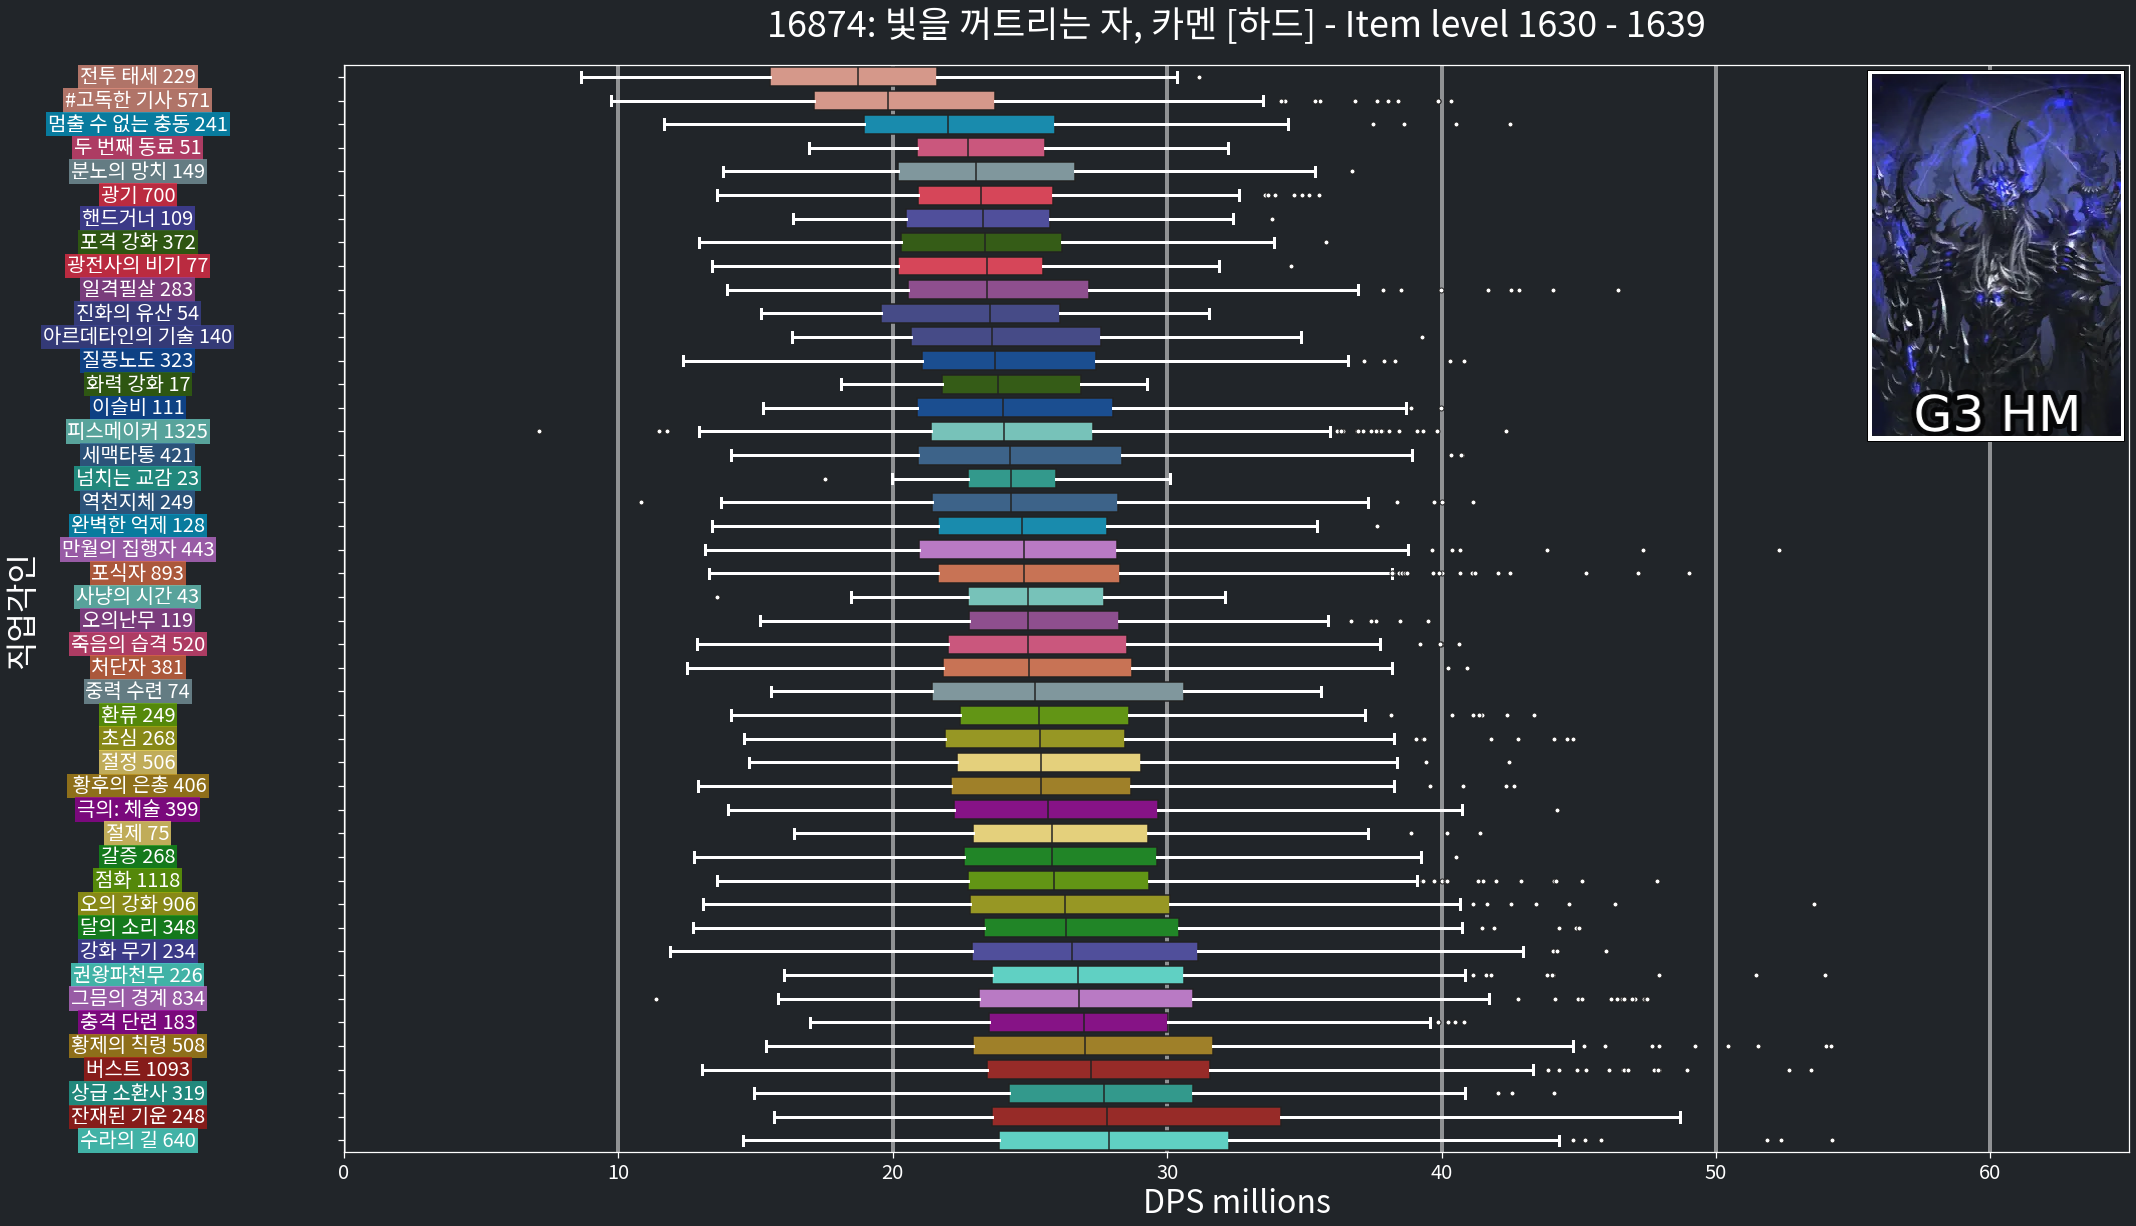 16874: 빛을 꺼트리는 자, 카멘 [하드] - Item level 1630 - 1639
직업각인
전투 태세 229
#고독한 기사 571
멈출 수 없는 충동 241
두 번째 동료 51
분노의 망치 149
광기 700
핸드거너 109
포격 강화 372
광전사의 비기 77
일격필살 283
진화의 유산 54
아르데타인의 기술 140
질풍노도 323
화력 강화 17
이슬비 111
피스메이커 1325
세맥타통 421
넘치는 교감 23
역천지체 249
완벽한 억제 128
만월의 집행자 443
포식자 893
사냥의 시간 43
오의난무 119
죽음의 습격 520
처단자 381
중력 수련 74
환류 249
초심 268
절정 506
황후의 은총 406
극의: 체술 399
절제 75
갈증 268
점화 1118
오의 강화 906
달의 소리 348
강화 무기 234
권왕파천무 226
그믐의 경계 834
충격 단련 183
황제의 칙령 508
버스트 1093
상급 소환사 319
잔재된 기운 248
수라의 길 640
G3 HM
0 10 20 30 40 50 60
DPS millions